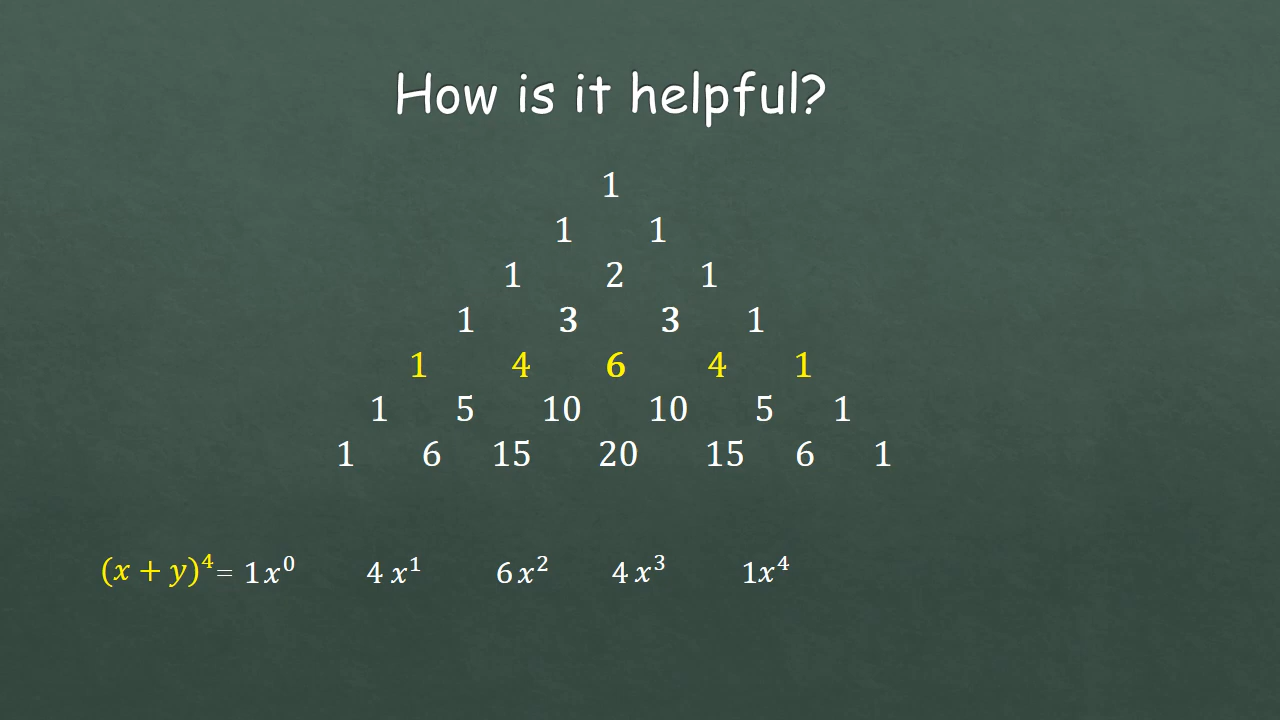 How is it helpful?
1
1 1
1 2 1
1 3 3 1
1 4 6 4 1
1 5 10 10 5 1
1 6 15 20 15 6 1
(x + y)⁴= 1x⁰ 4x¹ 6x² 4x³ 1x⁴